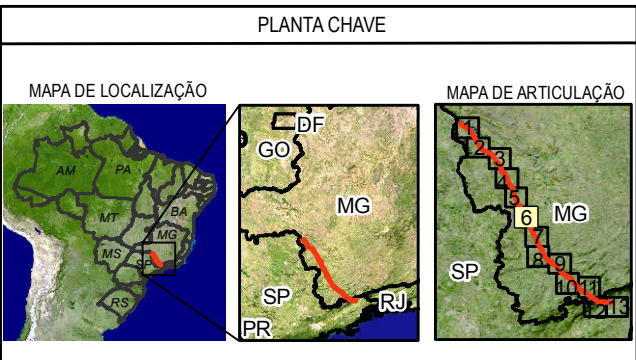 PLANTA CHAVE
MAPA DE LOCALIZAÇÃO
AM
PA
MT
BA
MG
MS
SP
RS
DF
GO
MG
SP
RJ
PR
MAPA DE ARTICULAÇÃO
1
2
3
4
5
6
MG
7
8
9
SP
10
11
12
13